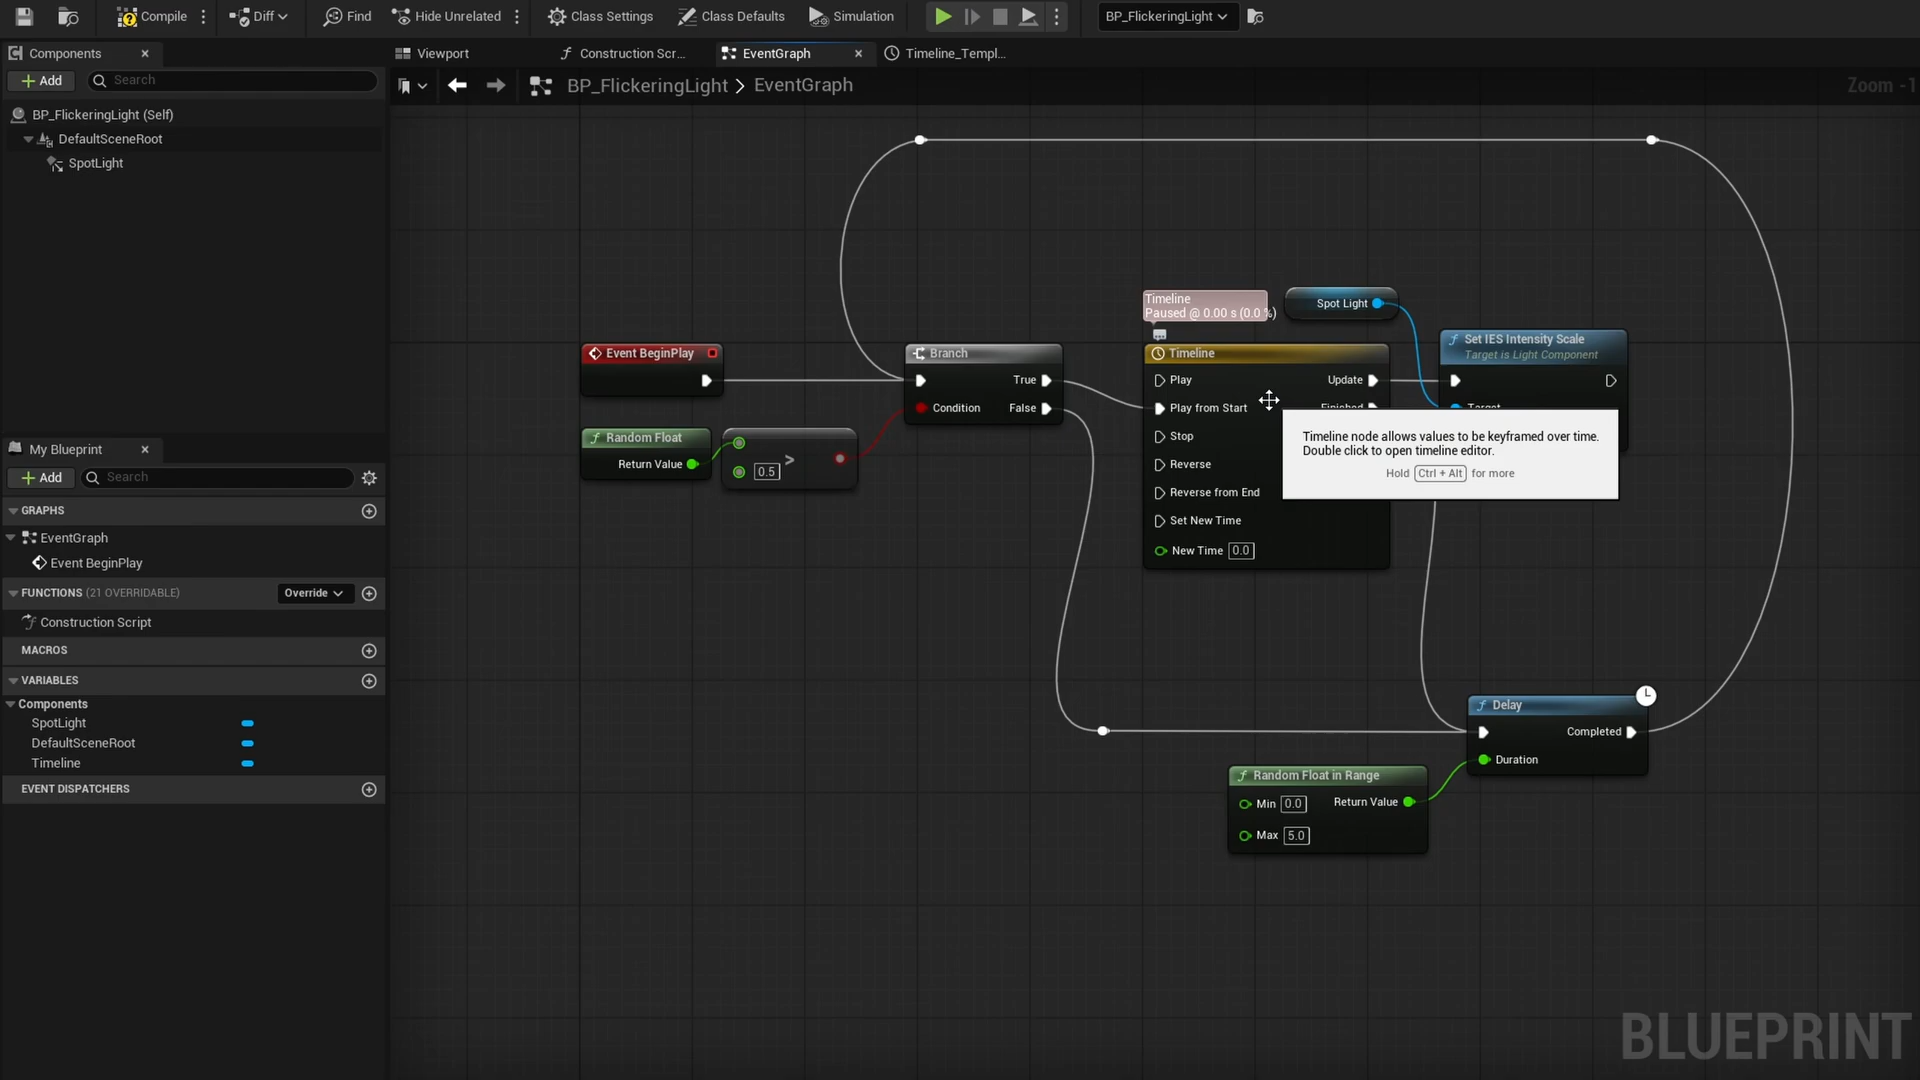 Compile
Diff
Find
Hide Unrelated
Class Settings
Class Defaults
Simulation
BP_FlickeringLight
Components
Viewport
Construction Scr...
EventGraph
Timeline_Templ...
Add
Search
BP_FlickeringLight > EventGraph
Zoom -1
BP_FlickeringLight (Self)
DefaultSceneRoot
SpotLight
Timeline
Paused @ 0.00 s (0.0 %)
Spot Light
Set IES Intensity Scale
Target is Light Component
Target
Event BeginPlay
Branch
True
Condition
False
Timeline
Play
Update
Play from Start
Finished
Stop
Reverse
Reverse from End
Set New Time
New Time 0.0
Timeline node allows values to be keyframed over time.
Double click to open timeline editor.
Hold Ctrl + Alt for more
Random Float
Return Value
0.5
>
My Blueprint
Add
Search
GRAPHS
EventGraph
Event BeginPlay
FUNCTIONS (21 OVERRIDABLE)
Override
Construction Script
MACROS
VARIABLES
Components
SpotLight
DefaultSceneRoot
Timeline
EVENT DISPATCHERS
Delay
Completed
Duration
Random Float in Range
Min 0.0
Return Value
Max 5.0
BLUEPRINT